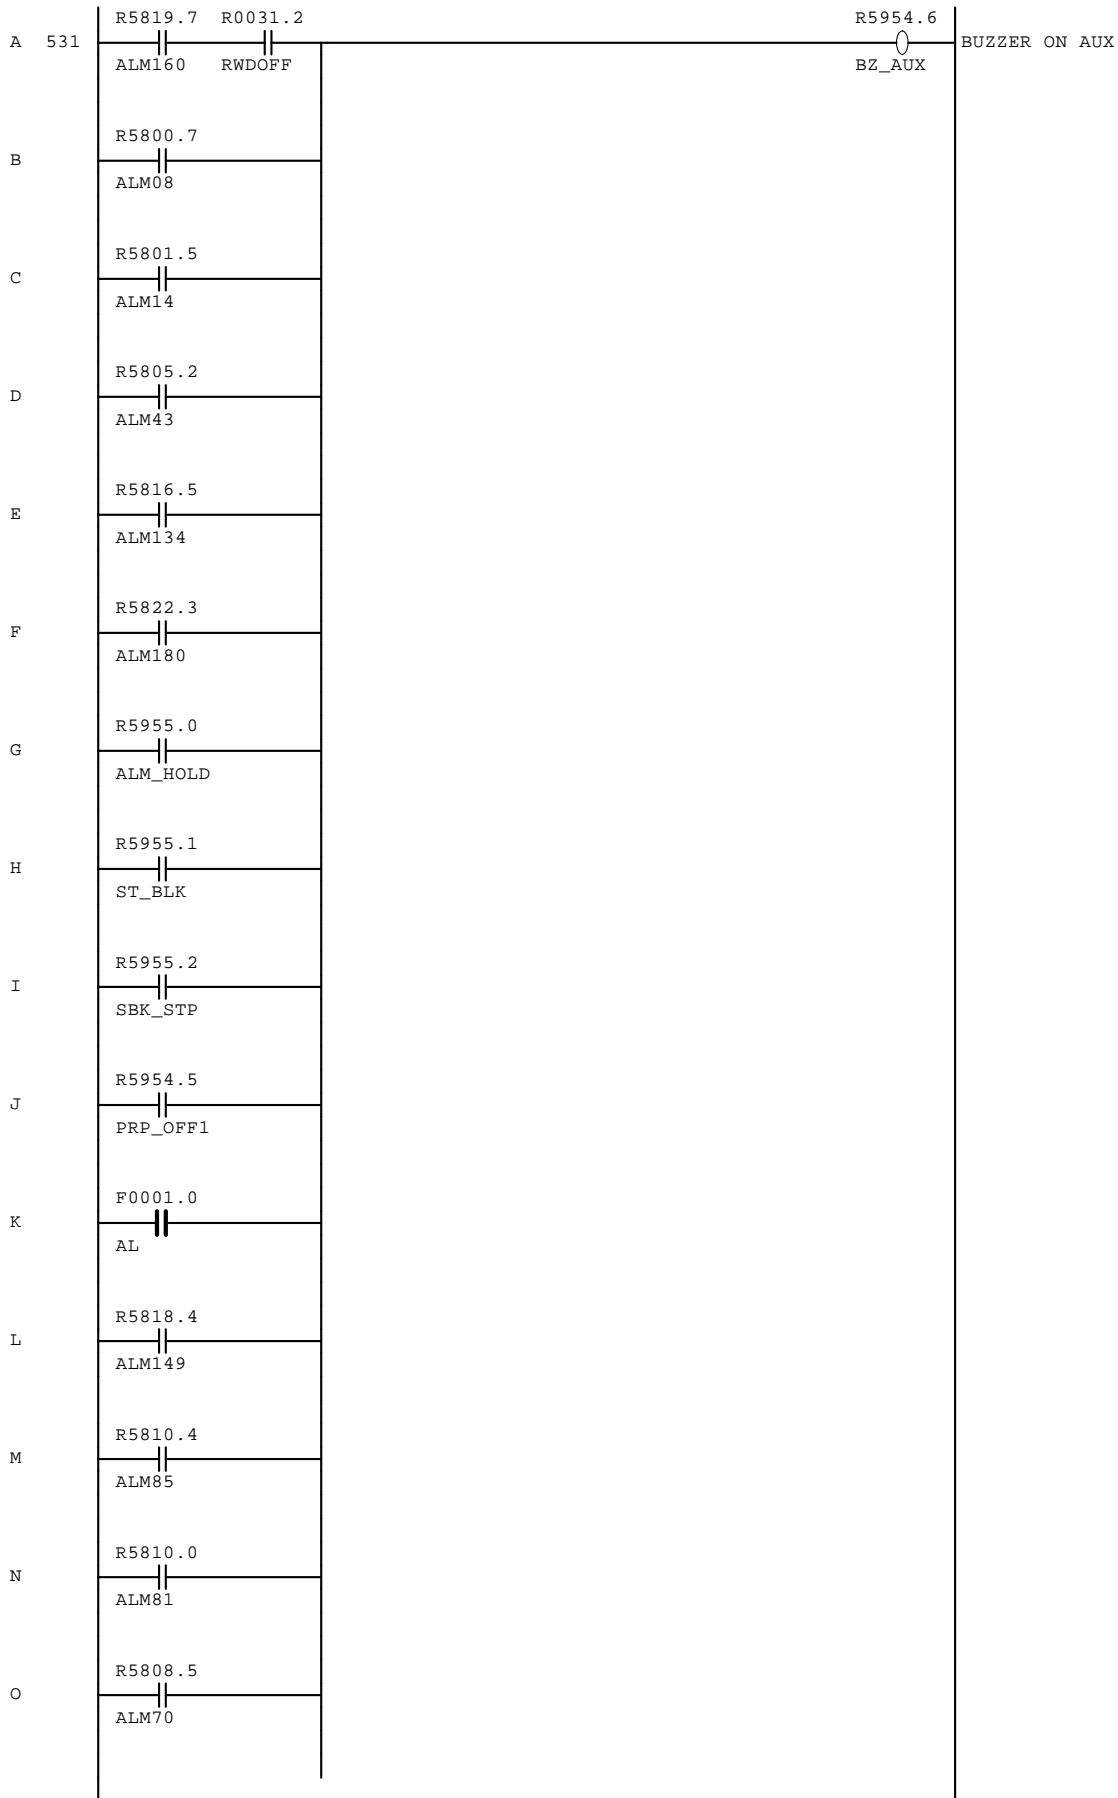 R5819.7 R0031.2 R5954.6
A 531 BUZZER ON AUX
ALM160 RWDOFF BZ_AUX
R5800.7
B
ALM08
R5801.5
C
ALM14
R5805.2
D
ALM43
R5816.5
E
ALM134
R5822.3
F
ALM180
R5955.0
G
ALM_HOLD
R5955.1
H
ST_BLK
R5955.2
I
SBK_STP
R5954.5
J
PRP_OFF1
F0001.0
K
AL
R5818.4
L
ALM149
R5810.4
M
ALM85
R5810.0
N
ALM81
R5808.5
O
ALM70